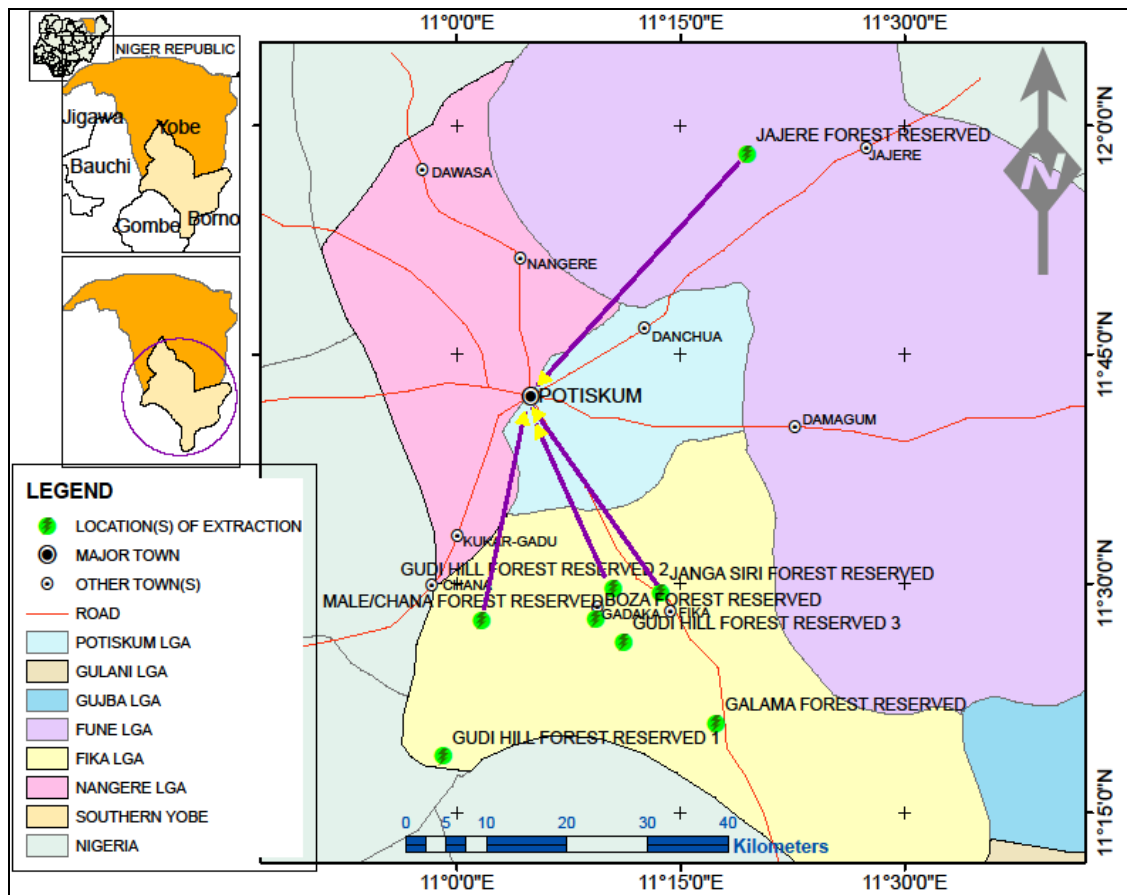 11°0'0"E
11°15'0"E
11°30'0"E
NIGER REPUBLIC
Jigawa
Yobe
Bauchi
Gombe
Borno
12°0'0"N
11°45'0"N
11°30'0"N
11°15'0"N
N
JAJERE FOREST RESERVED
JAJERE
DAWASA
NANGERE
DANCHUA
POTISKUM
DAMAGUM
KUKAR-GADU
GUDI HILL FOREST RESERVED 2
JANGA SIRI FOREST RESERVED
CHANA
MALE/CHANA FOREST RESERVED
BOZA FOREST RESERVED
GADAKA
FIKA
GUDI HILL FOREST RESERVED 3
GALAMA FOREST RESERVED
GUDI HILL FOREST RESERVED 1
LEGEND
LOCATION(S) OF EXTRACTION
MAJOR TOWN
OTHER TOWN(S)
ROAD
POTISKUM LGA
GULANI LGA
GUJBA LGA
FUNE LGA
FIKA LGA
NANGERE LGA
SOUTHERN YOBE
NIGERIA
0 5 10 20 30 40
Kilometers
11°0'0"E
11°15'0"E
11°30'0"E